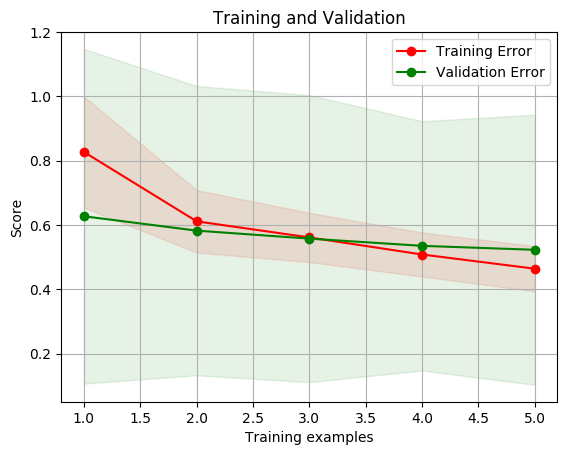 Training and Validation
Training Error
Validation Error
Score
1.2
1.0
0.8
0.6
0.4
0.2
1.0 1.5 2.0 2.5 3.0 3.5 4.0 4.5 5.0
Training examples